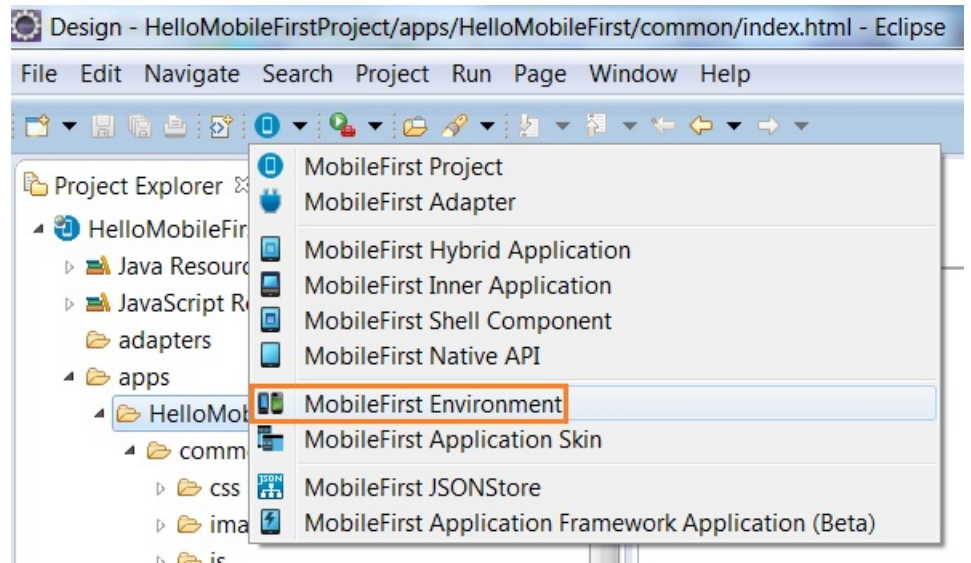 Design - HelloMobileFirstProject/apps/HelloMobileFirst/common/index.html - Eclipse
File Edit Navigate Search Project Run Page Window Help
Project Explorer
HelloMobileFir
Java Resourc
JavaScript Re
adapters
apps
HelloMob
comm
css
ima
js
MobileFirst Project
MobileFirst Adapter
MobileFirst Hybrid Application
MobileFirst Inner Application
MobileFirst Shell Component
MobileFirst Native API
MobileFirst Environment
MobileFirst Application Skin
JSON
MobileFirst JSONStore
MobileFirst Application Framework Application (Beta)